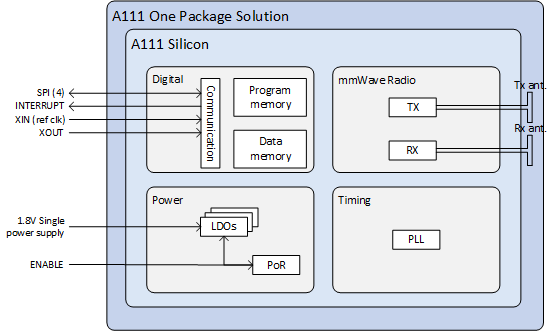 A111 One Package Solution
A111 Silicon
Digital
mmWave Radio
Tx ant.
SPI (4)
INTERRUPT
XIN (ref clk)
XOUT
Communication
Program
memory
Data
memory
TX
RX
Rx ant.
Power
Timing
1.8V Single
power supply
LDOs
PLL
ENABLE
PoR